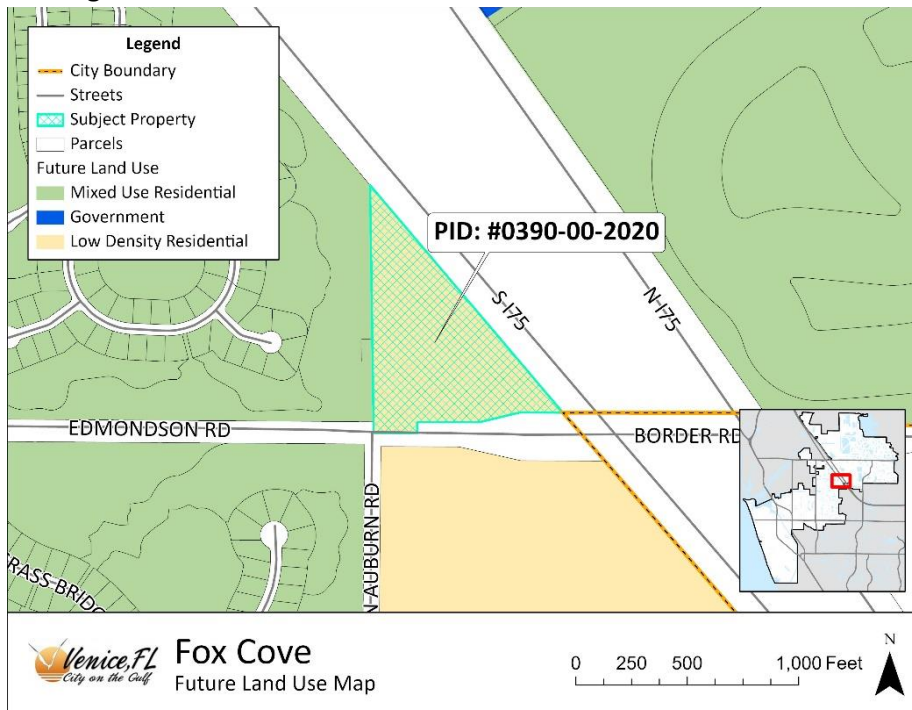 Legend
City Boundary
Streets
Subject Property
Parcels
Future Land Use
Mixed Use Residential
Government
Low Density Residential
PID: #0390-00-2020
S I75
N I75
EDMONDSON RD
BORDER RD
N AUBURN RD
GRASS BRIDG
Venice, FL
City on the Gulf
Fox Cove
Future Land Use Map
0 250 500 1,000 Feet
N